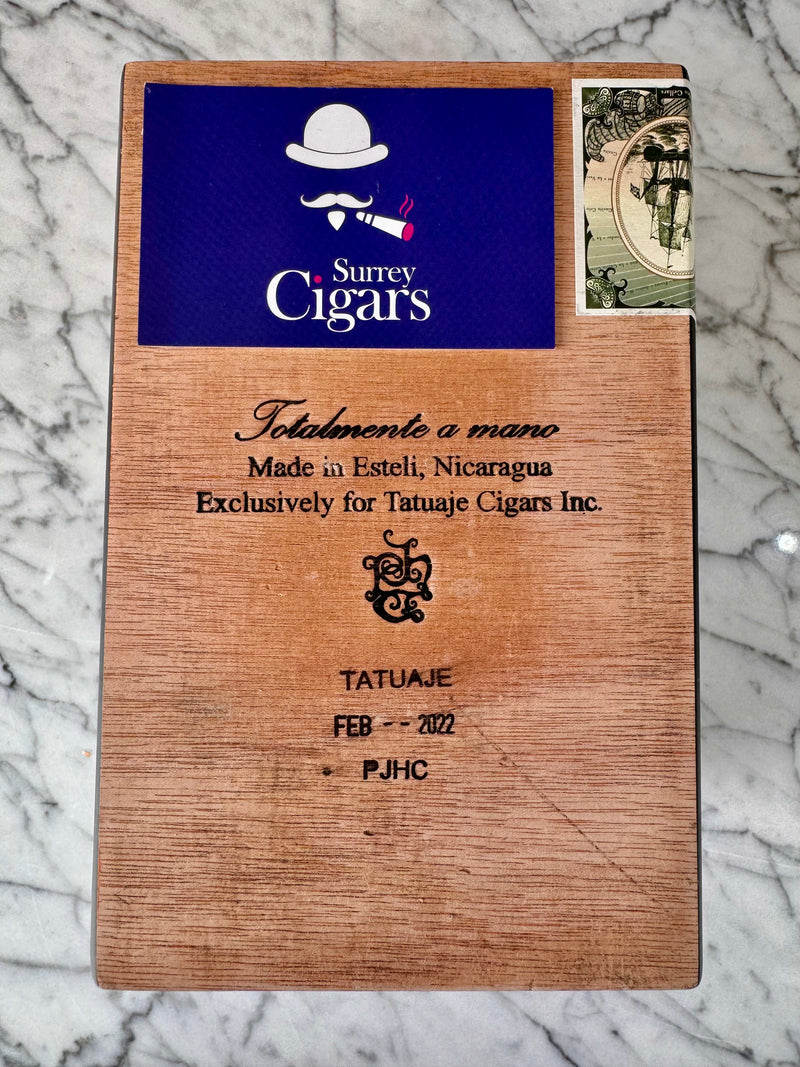 Surrey
Cigars
Totalmente a mano
Made in Esteli, Nicaragua
Exclusively for Tatuaje Cigars Inc.
TATUAJE
FEB -- 2022
PJHC